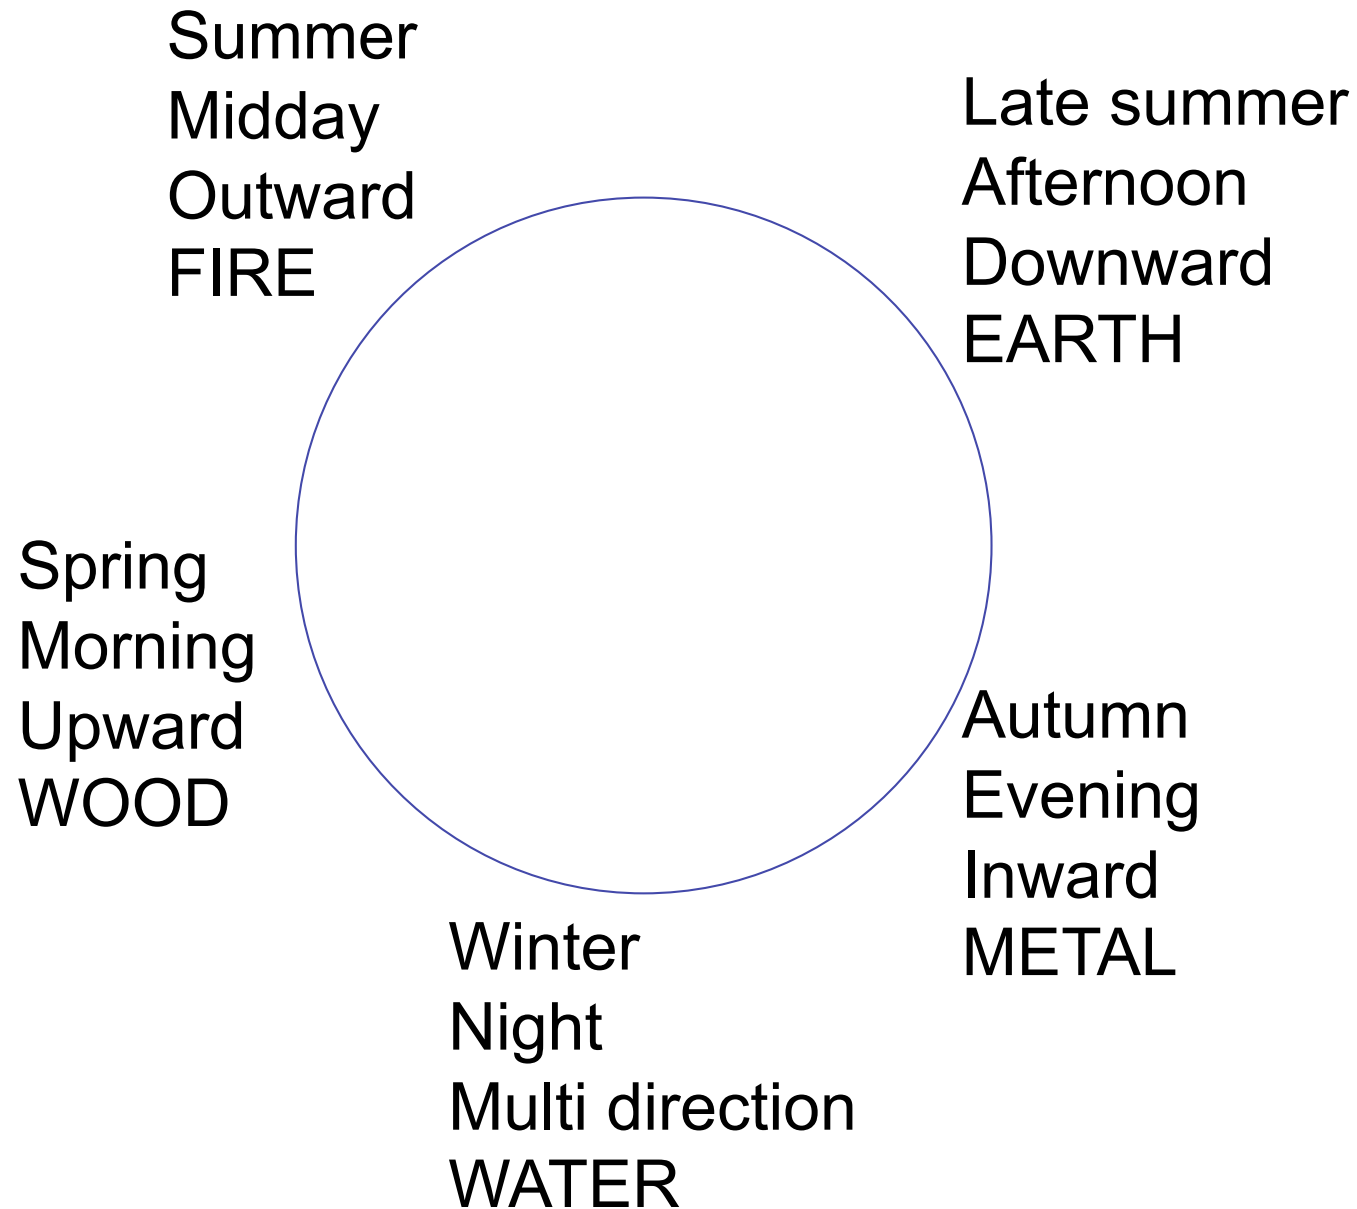 Summer
Midday
Outward
FIRE
Late summer
Afternoon
Downward
EARTH
Spring
Morning
Upward
WOOD
Autumn
Evening
Inward
METAL
Winter
Night
Multi direction
WATER